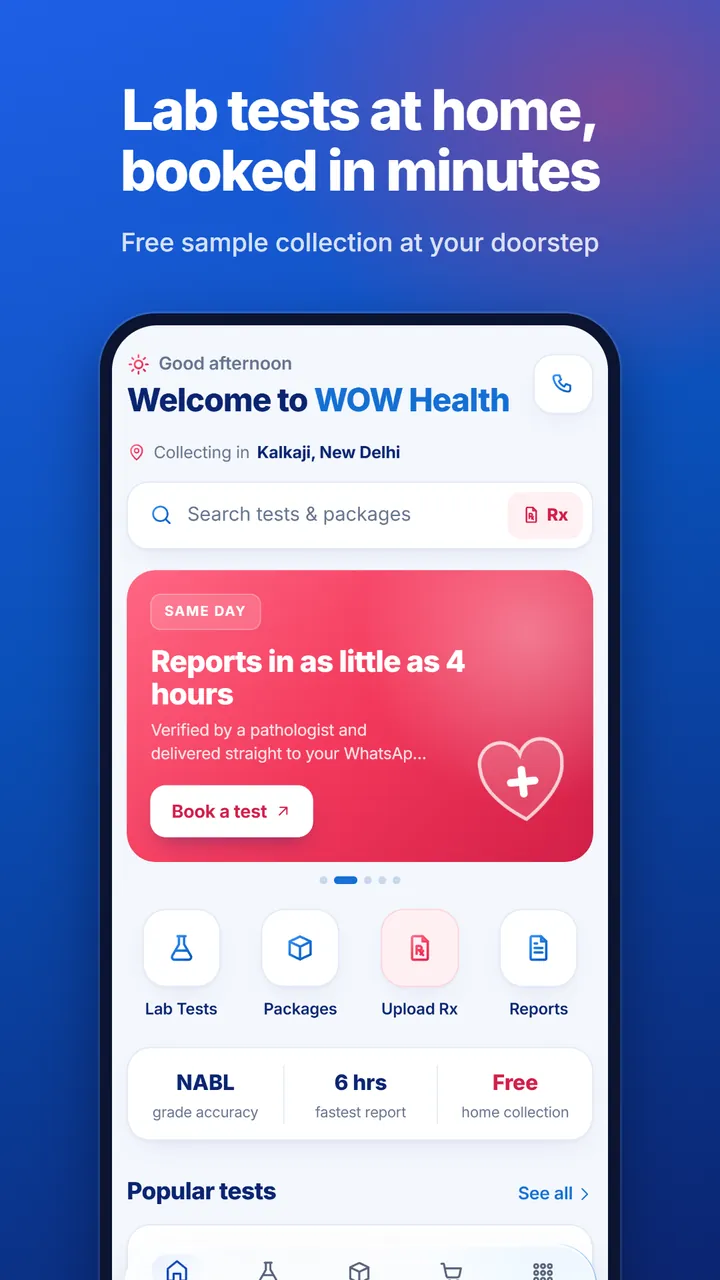 Lab tests at home,
booked in minutes
Free sample collection at your doorstep
Good afternoon
Welcome to WOW Health
Collecting in Kalkaji, New Delhi
Search tests & packages
Rx
SAME DAY
Reports in as little as 4
hours
Verified by a pathologist and
delivered straight to your WhatsAp...
Book a test
Lab Tests
Packages
Upload Rx
Reports
NABL
grade accuracy
6 hrs
fastest report
Free
home collection
Popular tests
See all